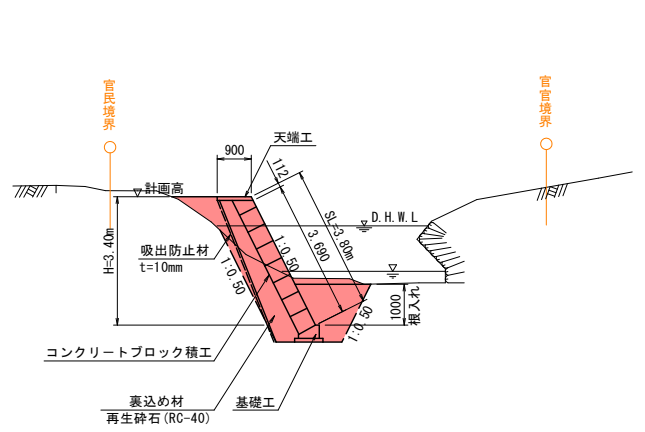 官民境界
官官境界
天端工
900
112
計画高
D.H.W.L
SL=3.80m
3.690
H=3.40m
吸出防止材
t=10mm
1:0.50
1:0.50
1:0.50
1000
根入れ
コンクリートブロック積工
裏込め材
再生砕石(RC-40)
基礎工